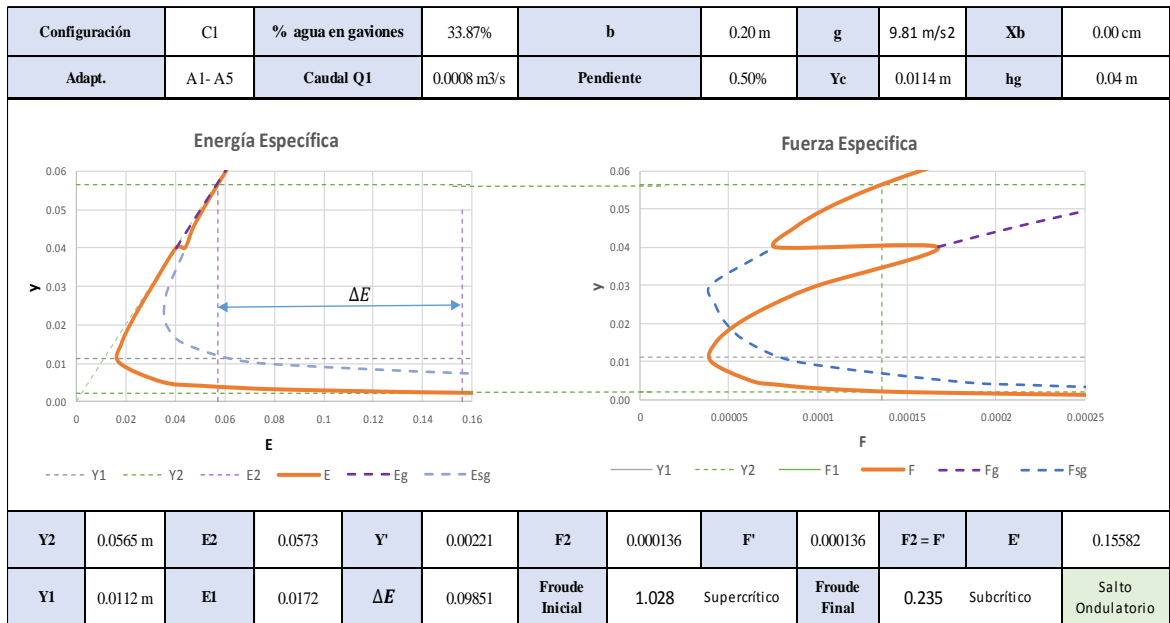 Configuración C1 % agua en gaviones 33.87% b 0.20 m g 9.81 m/s2 Xb 0.00 cm
Adapt. A1- A5 Caudal Q1 0.0008 m3/s Pendiente 0.50% Yc 0.0114 m hg 0.04 m
Energía Específica
0.06
0.05
0.04
0.03
0.02
0.01
0.00
y
ΔE
0 0.02 0.04 0.06 0.08 0.1 0.12 0.14 0.16
E
Y1 Y2 E2 E Eg Esg
Fuerza Especifica
0.06
0.05
0.04
0.03
0.02
0.01
0.00
y
0 0.00005 0.0001 0.00015 0.0002 0.00025
F
Y1 Y2 F1 F Fg Fsg
Y2 0.0565 m E2 0.0573 Y' 0.00221 F2 0.000136 F' 0.000136 F2 = F' E' 0.15582
Y1 0.0112 m E1 0.0172 ΔE 0.09851 Froude Inicial 1.028 Supercrítico Froude Final 0.235 Subcrítico Salto Ondulatorio